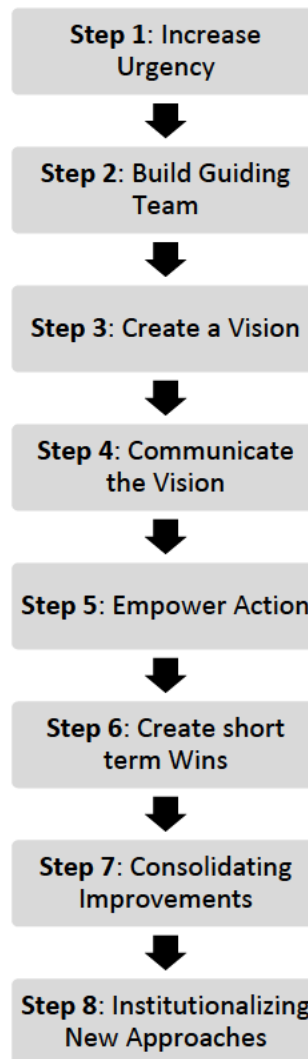 Step 1: Increase
Urgency
Step 2: Build Guiding
Team
Step 3: Create a Vision
Step 4: Communicate
the Vision
Step 5: Empower Action
Step 6: Create short
term Wins
Step 7: Consolidating
Improvements
Step 8: Institutionalizing
New Approaches